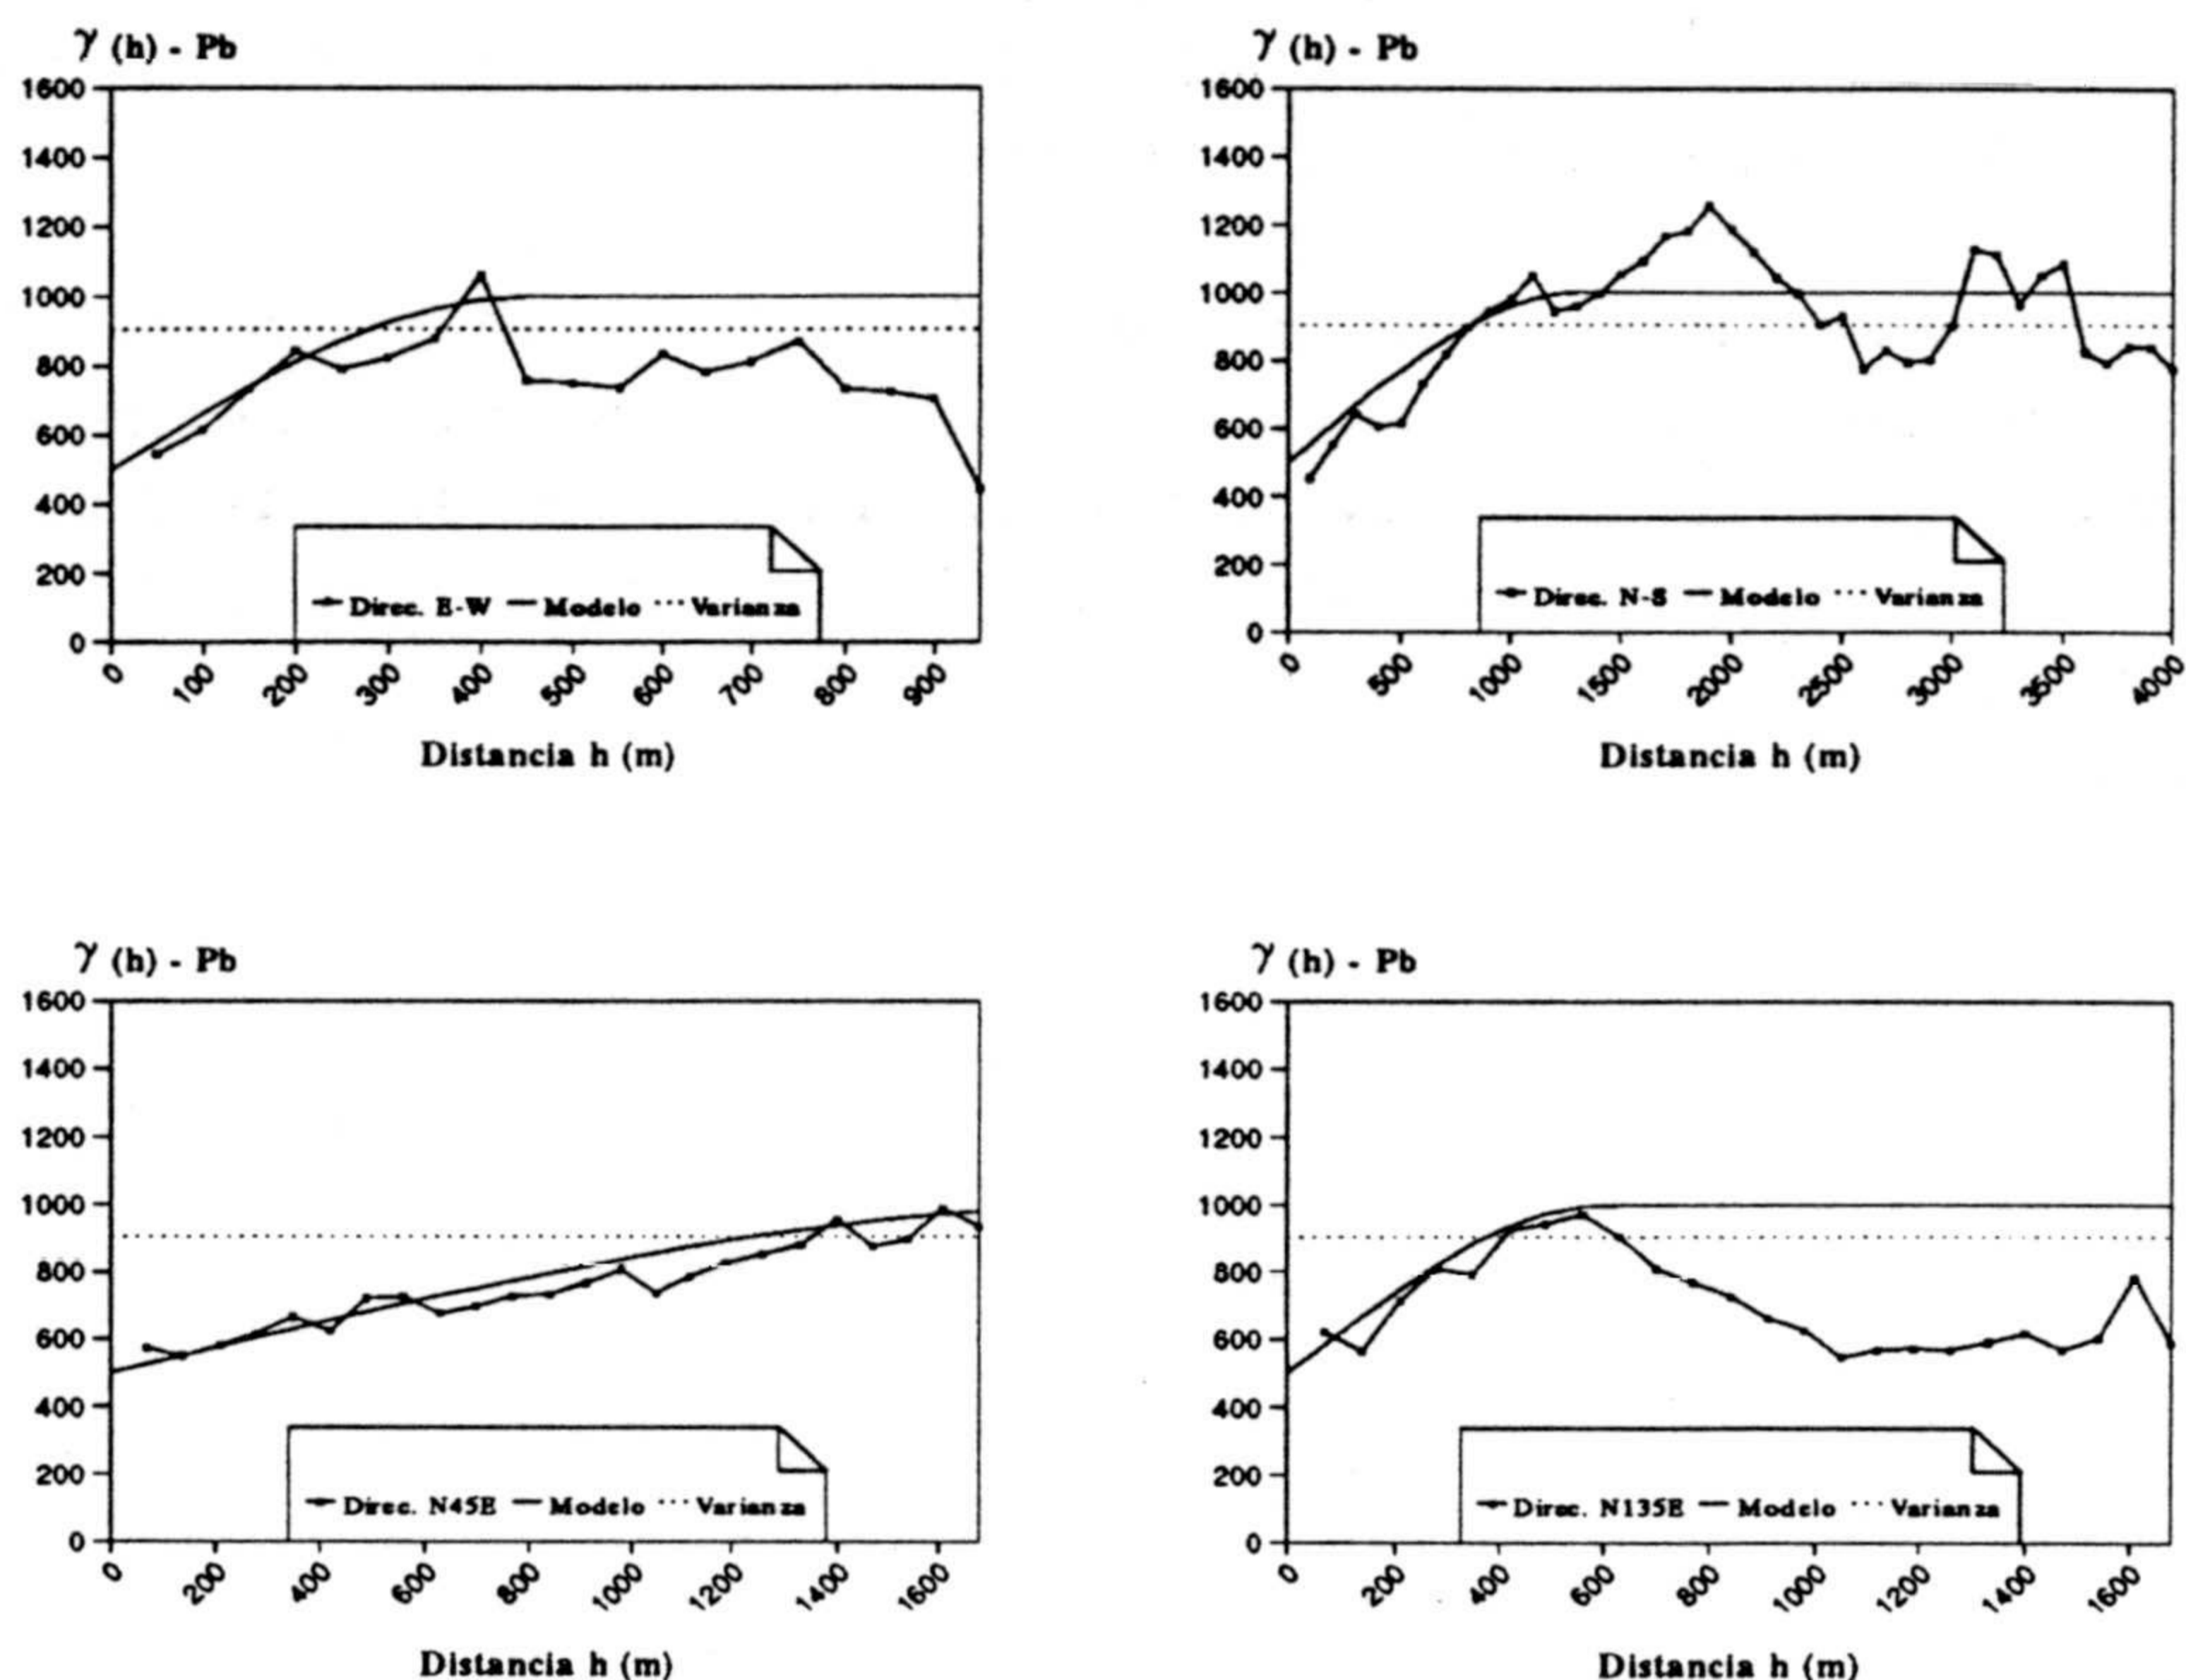 γ (h) - Pb
1600
1400
1200
1000
800
600
400
200
0
Direc. E-W Modelo Varianza
0 100 200 300 400 500 600 700 800 900
Distancia h (m)
γ (h) - Pb
1600
1400
1200
1000
800
600
400
200
0
Direc. N-S Modelo Varianza
0 500 1000 1500 2000 2500 3000 3500 4000
Distancia h (m)
γ (h) - Pb
1600
1400
1200
1000
800
600
400
200
0
Direc. N45E Modelo Varianza
0 200 400 600 800 1000 1200 1400 1600
Distancia h (m)
γ (h) - Pb
1600
1400
1200
1000
800
600
400
200
0
Direc. N135E Modelo Varianza
0 200 400 600 800 1000 1200 1400 1600
Distancia h (m)